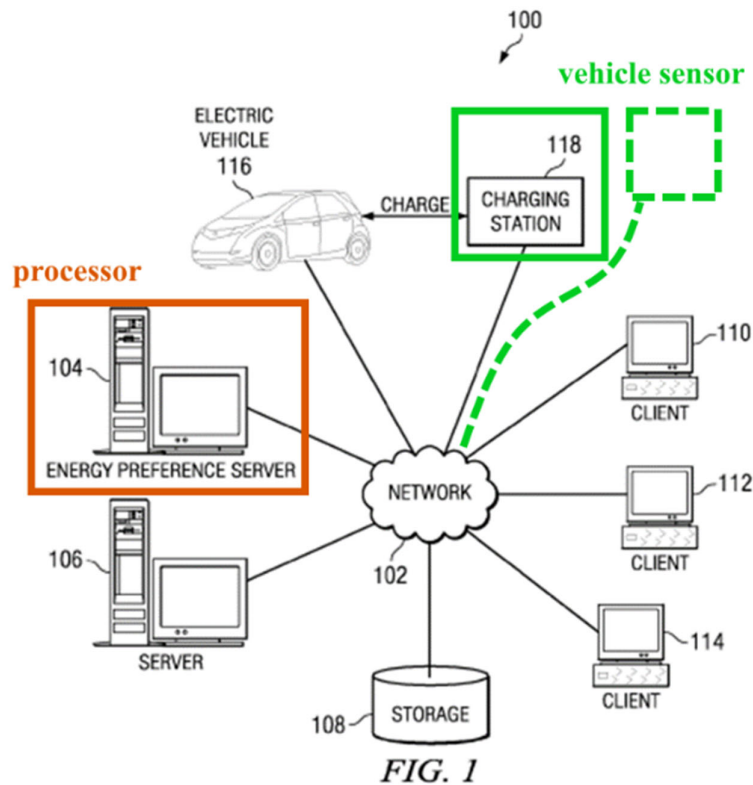 100
vehicle sensor
ELECTRIC
VEHICLE
116
118
CHARGE
CHARGING
STATION
processor
104
ENERGY PREFERENCE SERVER
110
CLIENT
NETWORK
102
112
CLIENT
106
SERVER
114
CLIENT
108
STORAGE
FIG. 1